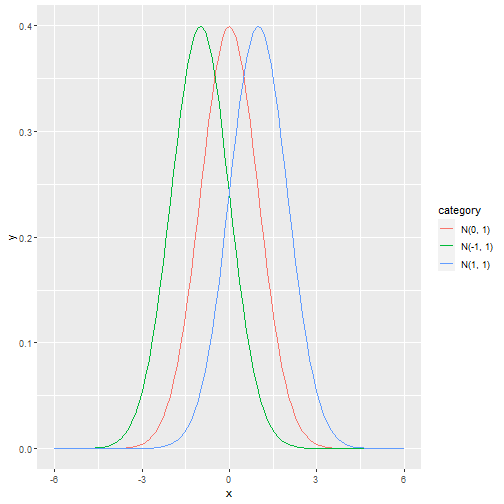 0.4
0.3
0.2
0.1
0.0
y
-6 -3 0 3 6
x
category
N(0, 1)
N(-1, 1)
N(1, 1)